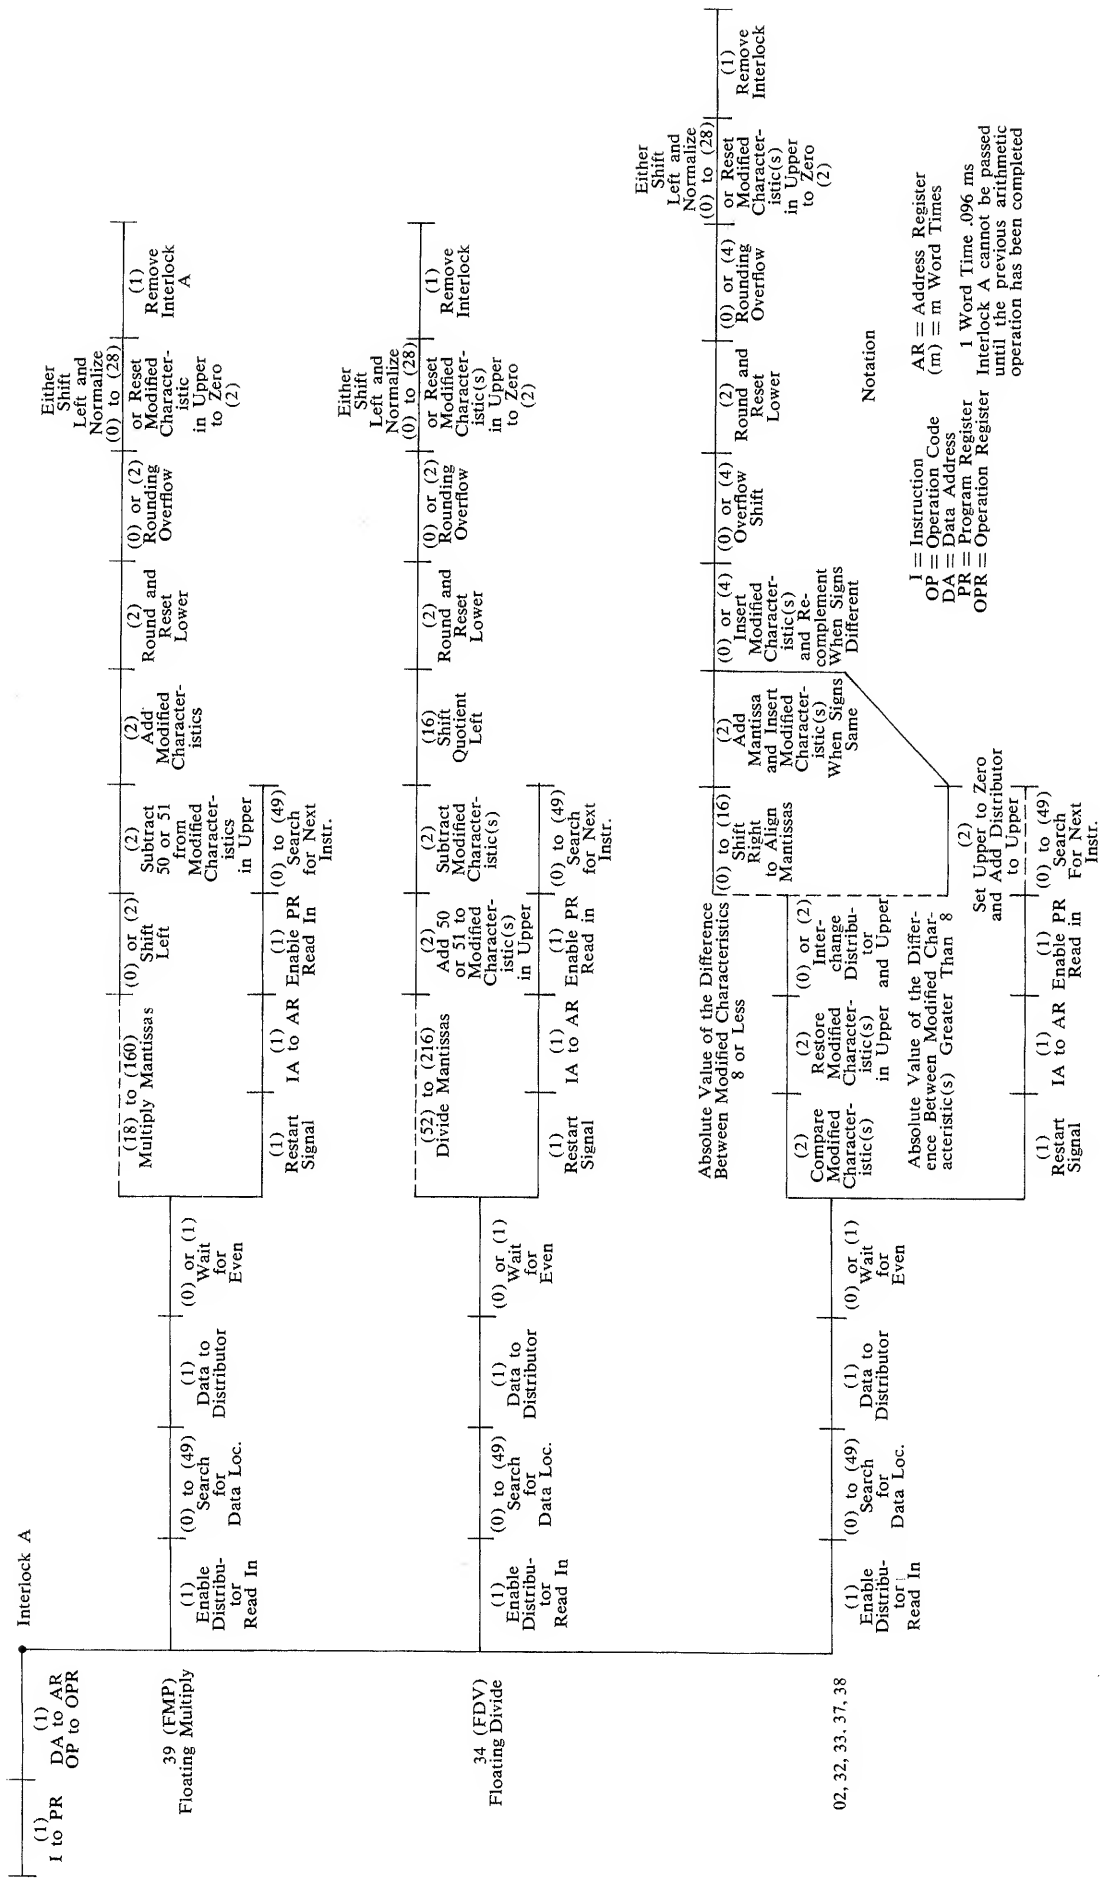 Interlock A
(1)
I to PR
(1)
DA to AR
OP to OPR
39 (FMP)
Floating Multiply
(1)
Enable
Distribu-
tor
Read In
(0) to (49)
Search
for
Data Loc.
(1)
Data to
Distributor
(0) or (1)
Wait
for
Even
(18) to (160)
Multiply Mantissas
(0) or (2)
Shift
Left
(2)
Subtract
50 or 51
from
Modified
Character-
istics
in Upper
(2)
Add
Modified
Character-
istics
(2)
Round and
Reset
Lower
(0) or (2)
Rounding
Overflow
Either
Shift
Left and
Normalize
(0) to (28)
or Reset
Modified
Character-
istic
in Upper
to Zero
(2)
(1)
Remove
Interlock
A
(1)
Restart
Signal
(1)
IA to AR
(1)
Enable PR
Read In
(0) to (49)
Search
for Next
Instr.
34 (FDV)
Floating Divide
(1)
Enable
Distribu-
tor
Read In
(0) to (49)
Search
for
Data Loc.
(1)
Data to
Distributor
(0) or (1)
Wait
for
Even
(52) to (216)
Divide Mantissas
(2)
Add 50
or 51 to
Modified
Character-
istic(s)
in Upper
(2)
Subtract
Modified
Character-
istic(s)
(16)
Shift
Quotient
Left
(2)
Round and
Reset
Lower
(0) or (2)
Rounding
Overflow
Either
Shift
Left and
Normalize
(0) to (28)
or Reset
Modified
Character-
istic(s)
in Upper
to Zero
(2)
(1)
Remove
Interlock
(1)
Restart
Signal
(1)
IA to AR
(1)
Enable PR
Read in
(0) to (49)
Search
for Next
Instr.
02, 32, 33. 37, 38
(1)
Enable
Distribu-
tor
Read In
(0) to (49)
Search
for
Data Loc.
(1)
Data to
Distributor
(0) or (1)
Wait
for
Even
Absolute Value of the Difference
Between Modified Characteristics
8 or Less
(2)
Compare
Modified
Character-
istic(s)
(2)
Restore
Modified
Character-
istic(s)
in Upper
(0) or (2)
Inter-
change
Distribu-
tor
and Upper
Absolute Value of the Differ-
ence Between Modified Char-
acteristic(s) Greater Than 8
(0) to (16)
Shift
Right
to Align
Mantissas
(2)
Add
Mantissa
and Insert
Modified
Character-
istic(s)
When Signs
Same
(0) or (4)
Insert
Modified
Character-
istic(s)
and Re-
complement
When Signs
Different
(0) or (4)
Overflow
Shift
(2)
Round and
Reset
Lower
(0) or (4)
Rounding
Overflow
Either
Shift
Left and
Normalize
(0) to (28)
or Reset
Modified
Character-
istic(s)
in Upper
to Zero
(2)
(1)
Remove
Interlock
(2)
Set Upper to Zero
and Add Distributor
to Upper
(1)
Restart
Signal
(1)
IA to AR
(1)
Enable PR
Read in
(0) to (49)
Search
For Next
Instr.
Notation
I = Instruction
OP = Operation Code
DA = Data Address
PR = Program Register
OPR = Operation Register
AR = Address Register
(m) = m Word Times
1 Word Time .096 ms
Interlock A cannot be passed
until the previous arithmetic
operation has been completed